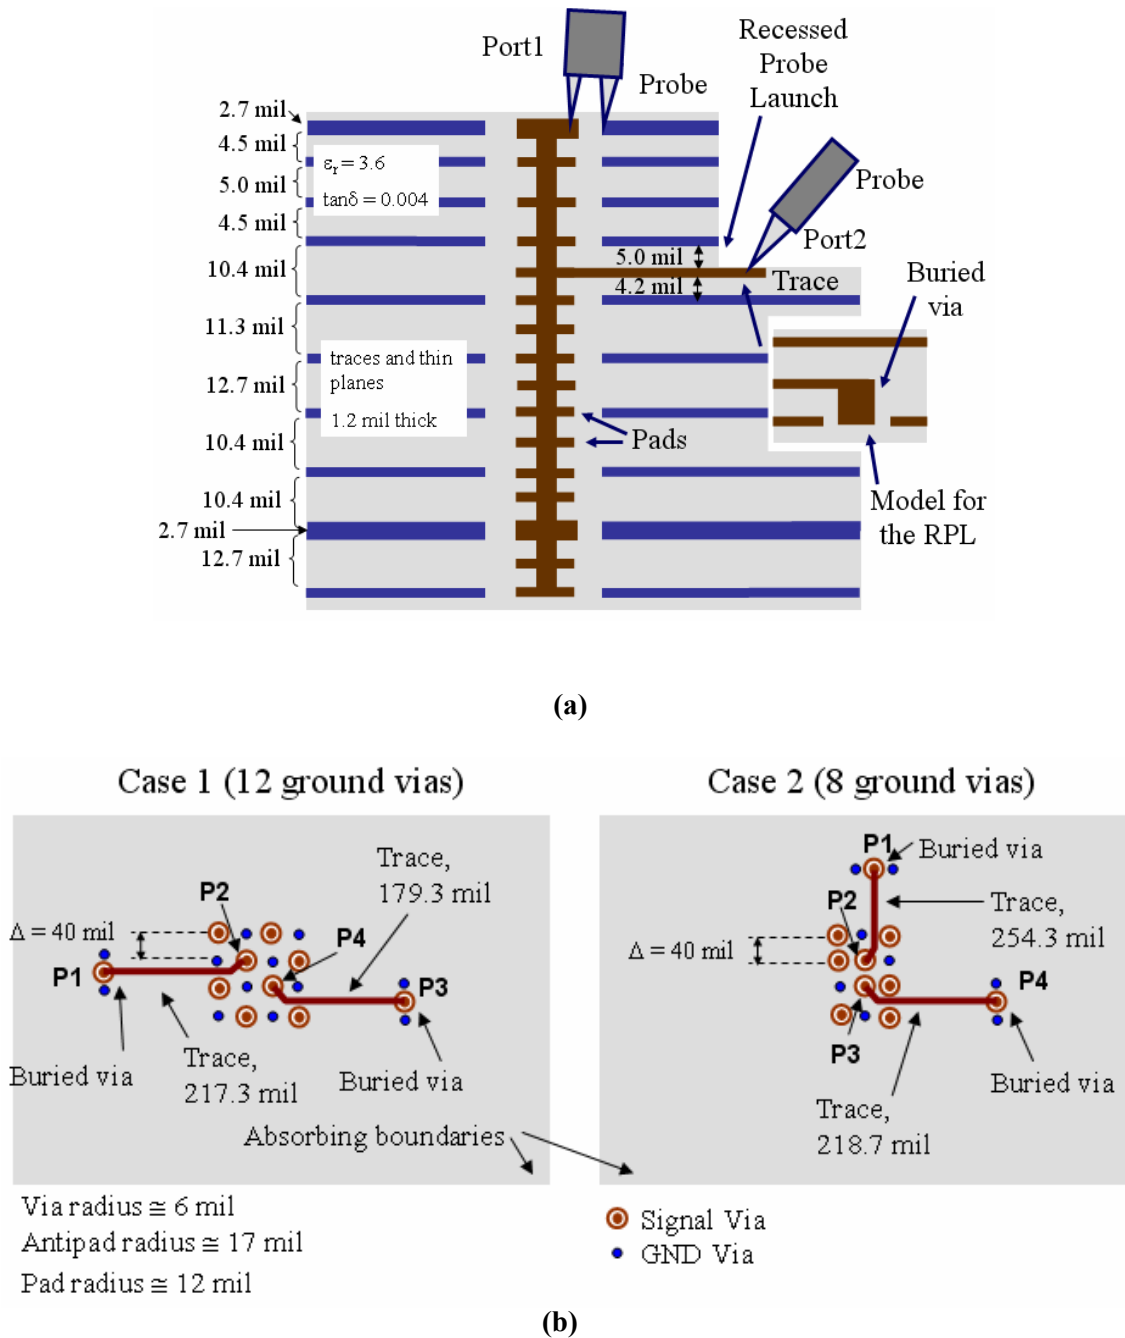 Port1
Recessed
Probe
Launch
Probe
2.7 mil
4.5 mil
5.0 mil
4.5 mil
10.4 mil
11.3 mil
12.7 mil
10.4 mil
10.4 mil
2.7 mil
12.7 mil
εr = 3.6
tanδ = 0.004
Probe
Port2
5.0 mil
4.2 mil
Trace
Buried
via
traces and thin
planes
1.2 mil thick
Pads
Model for
the RPL
(a)
Case 1 (12 ground vias)
Trace,
179.3 mil
P2
Δ = 40 mil
P4
P1
P3
Buried via
Trace,
217.3 mil
Buried via
Absorbing boundaries
Via radius ≅ 6 mil
Antipad radius ≅ 17 mil
Pad radius ≅ 12 mil
Case 2 (8 ground vias)
P1
Buried via
P2
Trace,
254.3 mil
Δ = 40 mil
P4
P3
Buried via
Trace,
218.7 mil
Signal Via
GND Via
(b)